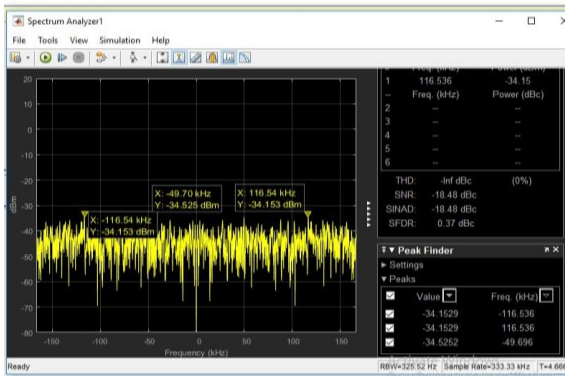 Spectrum Analyzer1
File Tools View Simulation Help
20
10
0
-10
-20
-30
-40
-50
-60
-70
-80
dBm
X: -49.70 kHz
Y: -34.525 dBm
X: 116.54 kHz
Y: -34.153 dBm
X: -116.54 kHz
Y: -34.153 dBm
-150 -100 -50 0 50 100 150
Frequency (kHz)
1 116.536 -34.15
-- Freq. (kHz) Power (dBc)
2 -- --
3 -- --
4 -- --
5 -- --
6 -- --
THD: -Inf dBc (0%)
SNR: -18.48 dBc
SINAD: -18.48 dBc
SFDR: 0.37 dBc
Peak Finder
Settings
Peaks
Value Freq. (kHz)
-34.1529 -116.536
-34.1529 116.536
-34.5252 -49.696
Ready RBW=325.52 Hz Sample Rate=333.33 kHz